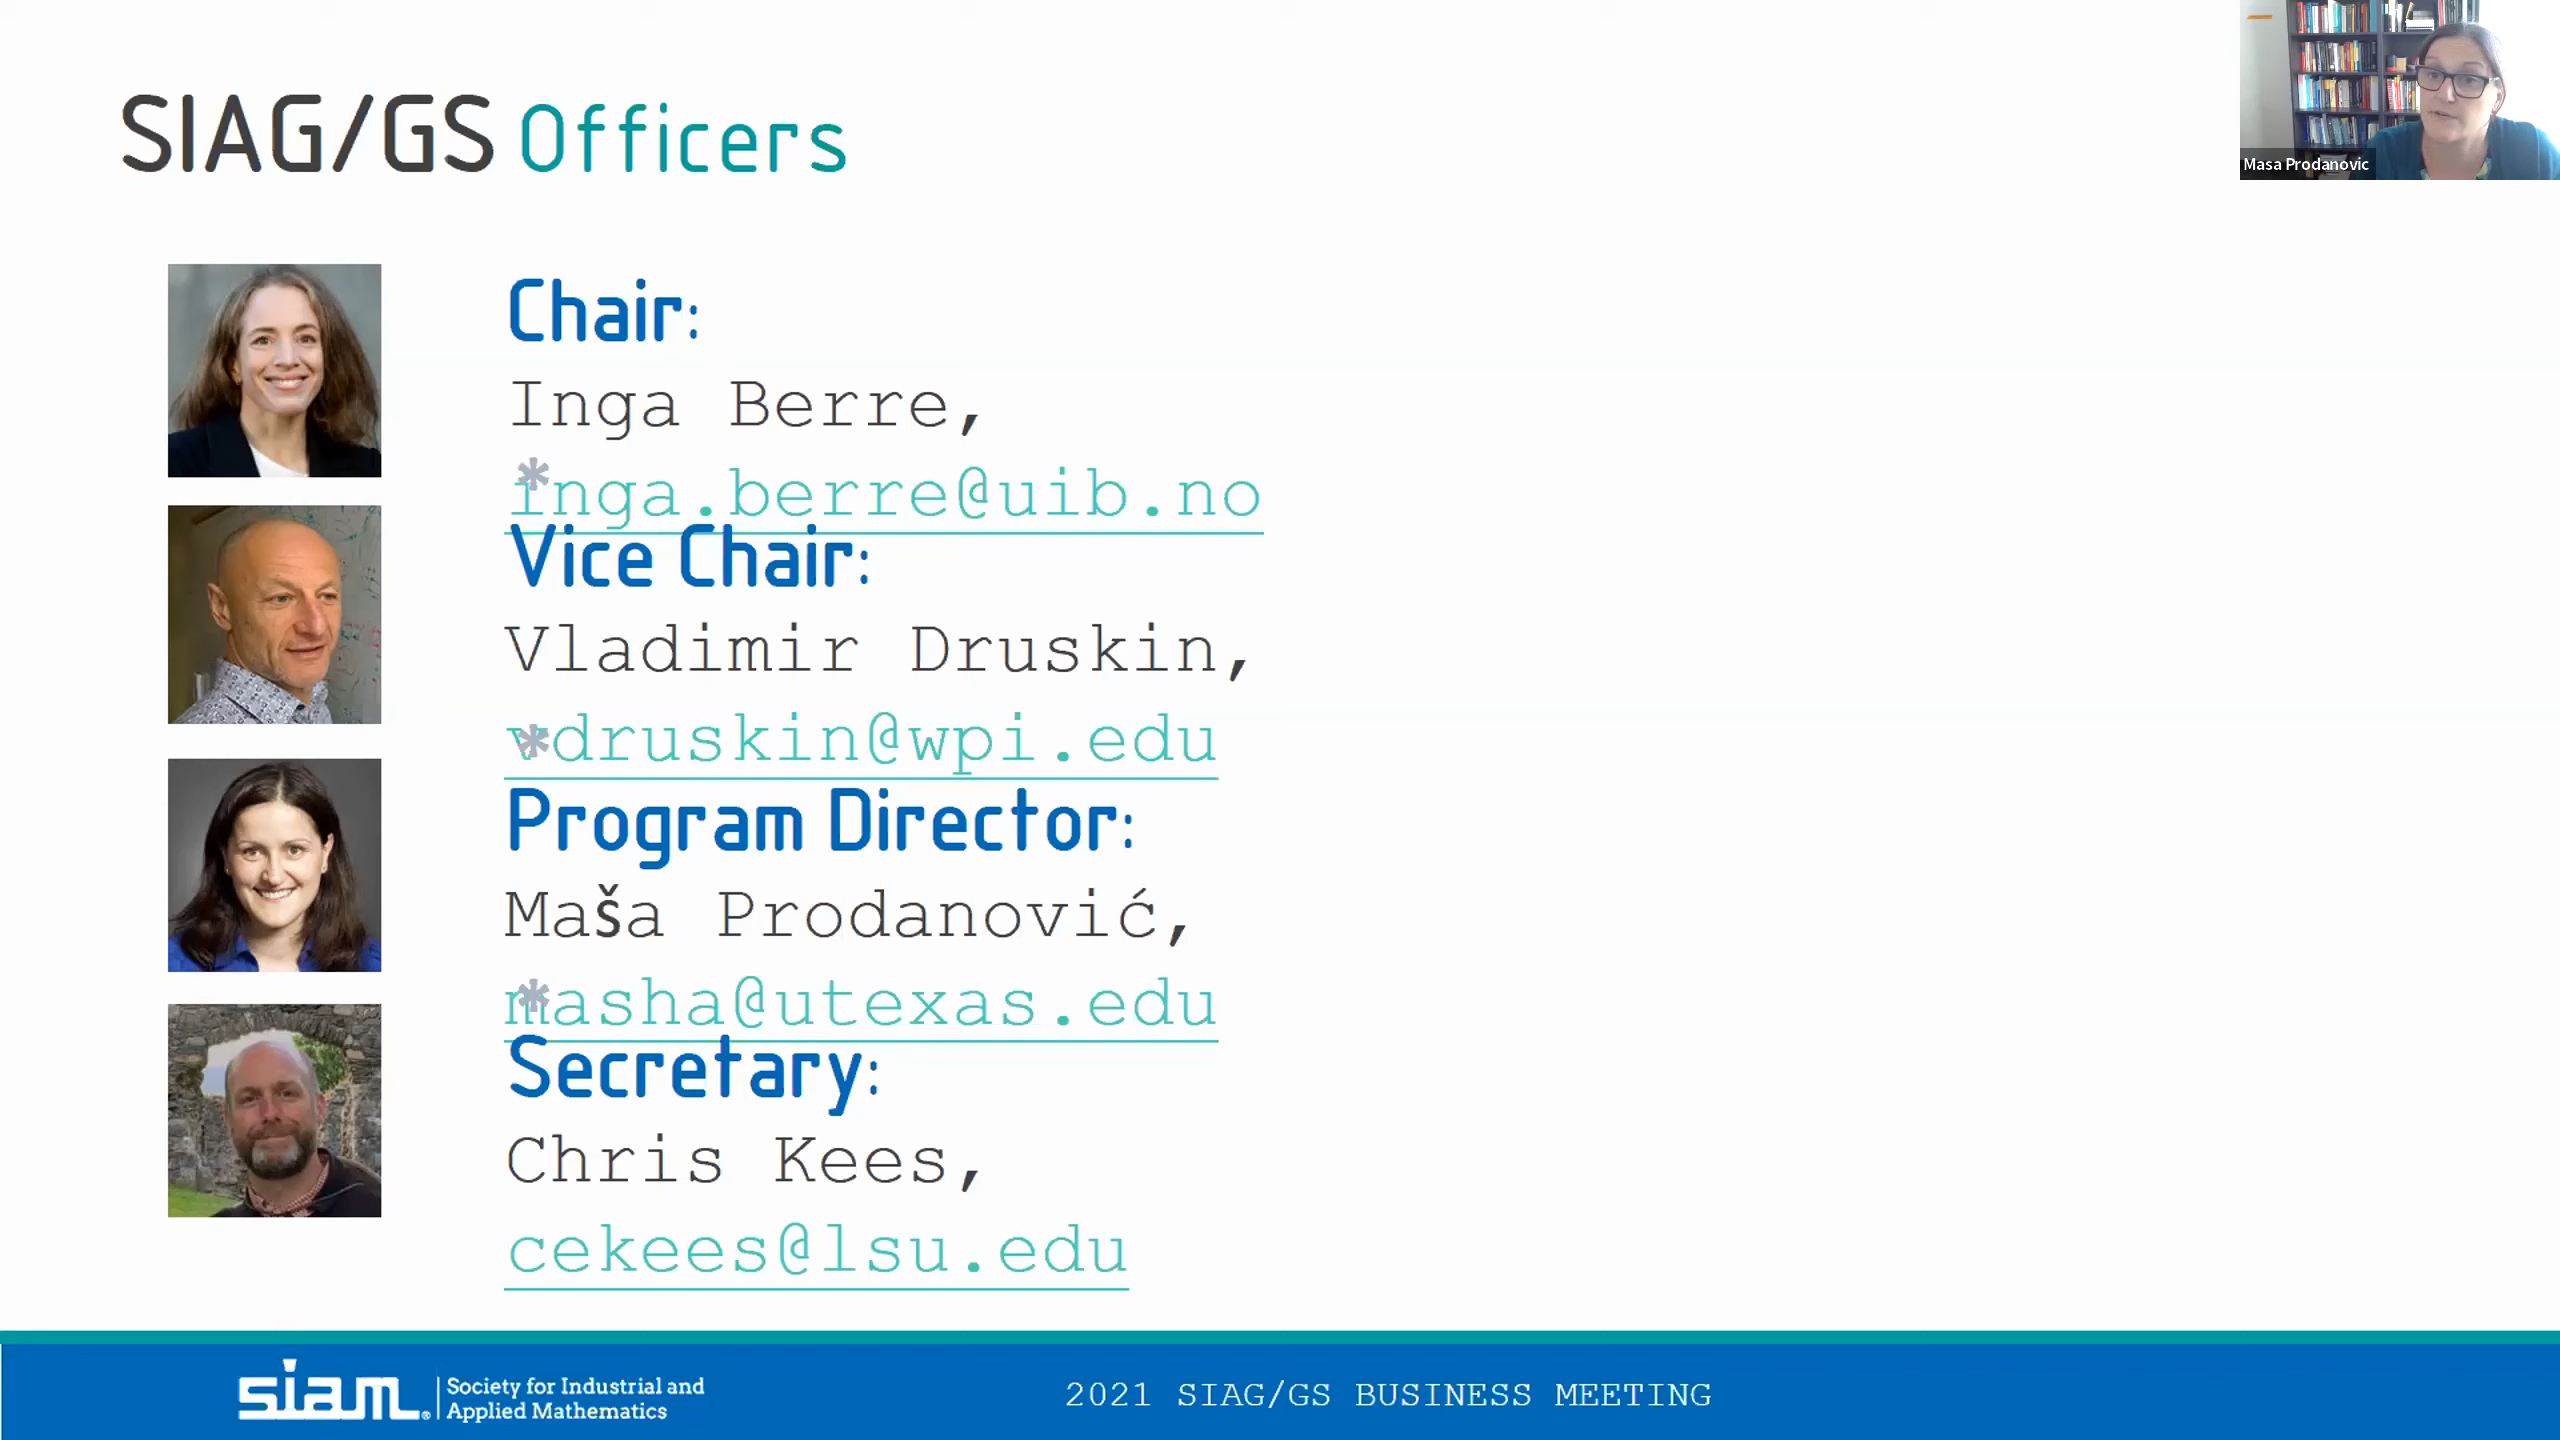 SIAG/GS Officers
Masa Prodanovic
Chair:
Inga Berre,
*
inga.berre@uib.no
Vice Chair:
Vladimir Druskin,
*
vdruskin@wpi.edu
Program Director:
Maša Prodanović,
*
masha@utexas.edu
Secretary:
Chris Kees,
cekees@lsu.edu
siam® Society for Industrial and
Applied Mathematics
2021 SIAG/GS BUSINESS MEETING